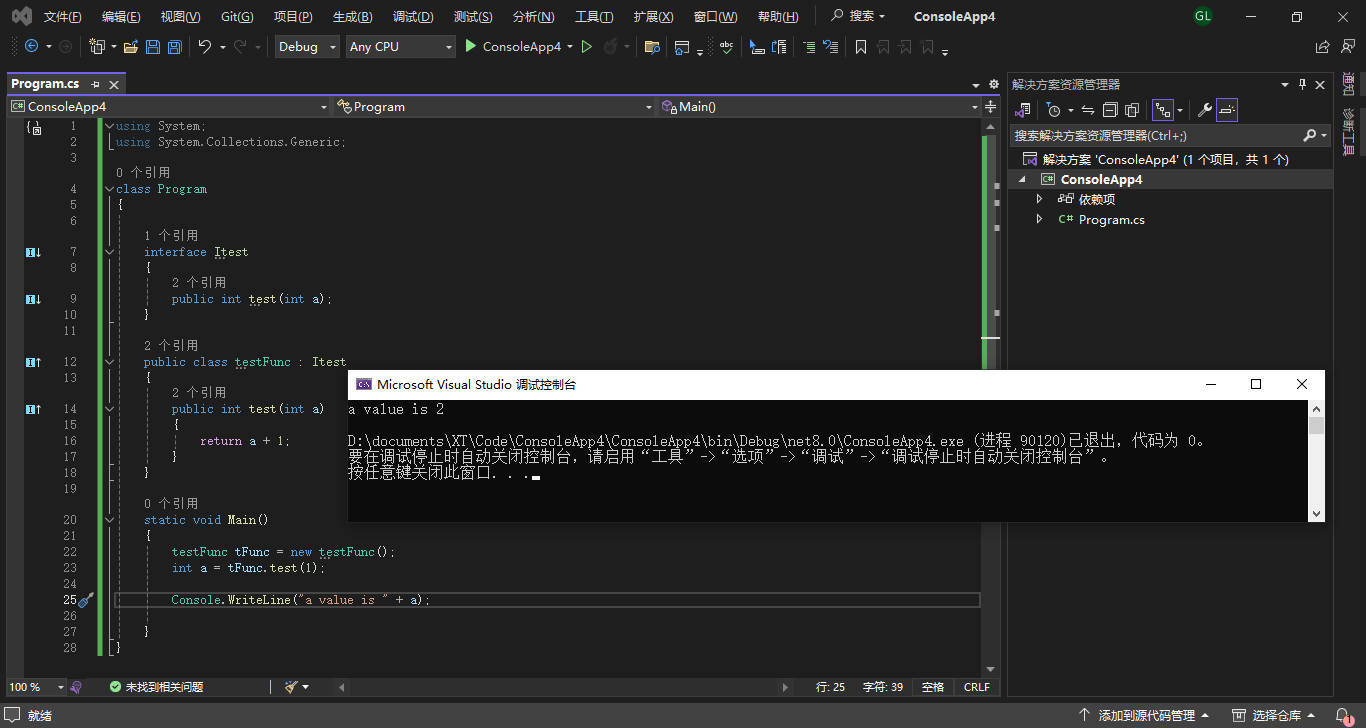 文件(F) 编辑(E) 视图(V) Git(G) 项目(P) 生成(B) 调试(D) 测试(S) 分析(N) 工具(T) 扩展(X) 窗口(W) 帮助(H) 搜索 ConsoleApp4 GL
Debug Any CPU ConsoleApp4
Program.cs
ConsoleApp4 Program Main()
1 using System;
2 using System.Collections.Generic;
3
0 个引用
4 class Program
5 {
6
1 个引用
7 interface Itest
8 {
2 个引用
9 public int test(int a);
10 }
11
2 个引用
12 public class testFunc : Itest
13 {
2 个引用
14 public int test(int a)
15 {
16 return a + 1;
17 }
18 }
19
0 个引用
20 static void Main()
21 {
22 testFunc tFunc = new testFunc();
23 int a = tFunc.test(1);
24
25 Console.WriteLine("a value is " + a);
26
27 }
28 }
Microsoft Visual Studio 调试控制台
a value is 2
D:\documents\XT\Code\ConsoleApp4\ConsoleApp4\bin\Debug\net8.0\ConsoleApp4.exe (进程 90120)已退出，代码为 0。
要在调试停止时自动关闭控制台，请启用“工具”->“选项”->“调试”->“调试停止时自动关闭控制台”。
按任意键关闭此窗口. . .
解决方案资源管理器
搜索解决方案资源管理器(Ctrl+;)
解决方案 'ConsoleApp4' (1 个项目，共 1 个)
ConsoleApp4
依赖项
C# Program.cs
通知
诊断工具
100 % 未找到相关问题 行: 25 字符: 39 空格 CRLF
就绪 添加到源代码管理 选择仓库 1